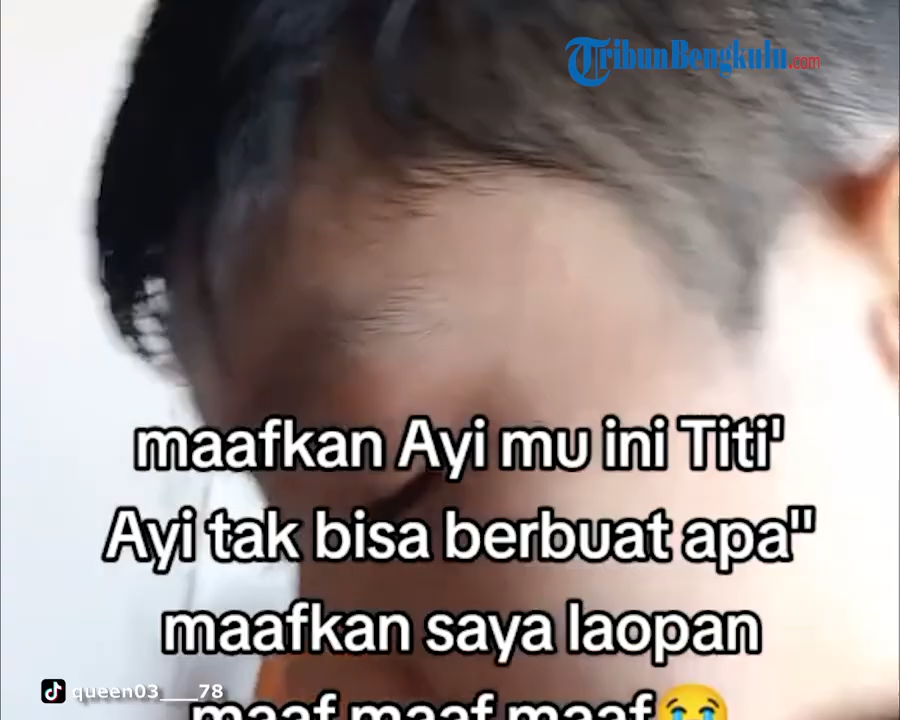 TribunBengkulu.com
maafkan Ayi mu ini Titi'
Ayi tak bisa berbuat apa"
maafkan saya laopan
maaf maaf maaf😭
queen03___78